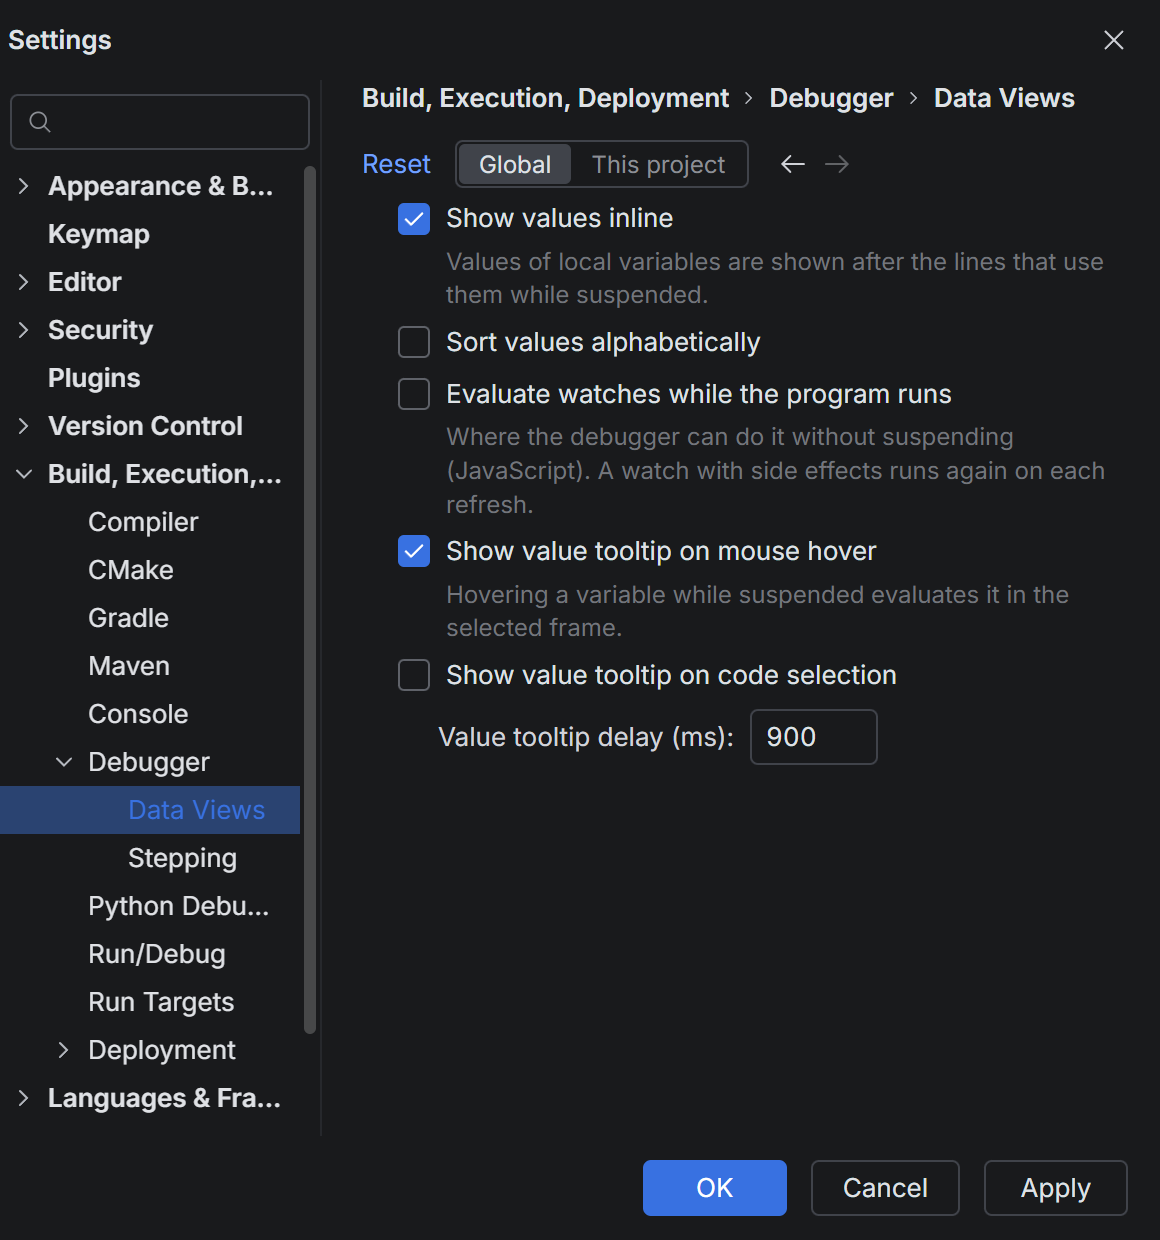 Settings
Appearance & B...
Keymap
Editor
Security
Plugins
Version Control
Build, Execution,...
Compiler
CMake
Gradle
Maven
Console
Debugger
Data Views
Stepping
Python Debu...
Run/Debug
Run Targets
Deployment
Languages & Fra...
Build, Execution, Deployment › Debugger › Data Views
Reset Global This project
Show values inline
Values of local variables are shown after the lines that use
them while suspended.
Sort values alphabetically
Evaluate watches while the program runs
Where the debugger can do it without suspending
(JavaScript). A watch with side effects runs again on each
refresh.
Show value tooltip on mouse hover
Hovering a variable while suspended evaluates it in the
selected frame.
Show value tooltip on code selection
Value tooltip delay (ms): 900
OK Cancel Apply